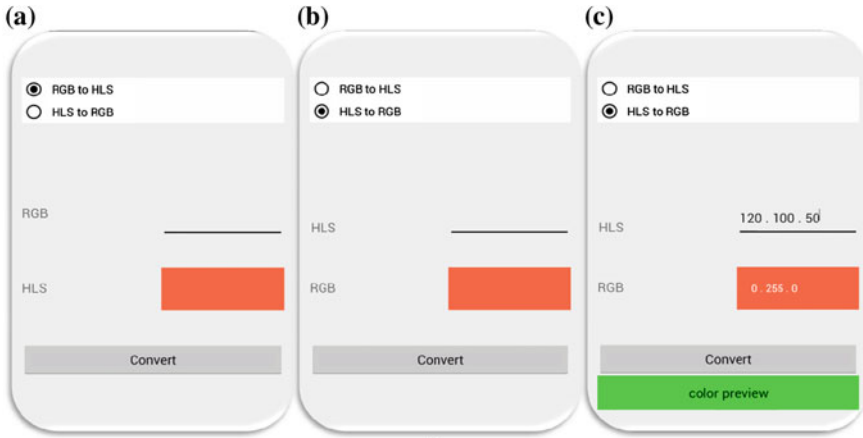 (a)
RGB to HLS
HLS to RGB
RGB
HLS
Convert
(b)
RGB to HLS
HLS to RGB
HLS
RGB
Convert
(c)
RGB to HLS
HLS to RGB
HLS
120 . 100 . 50
RGB
0 . 255 . 0
Convert
color preview